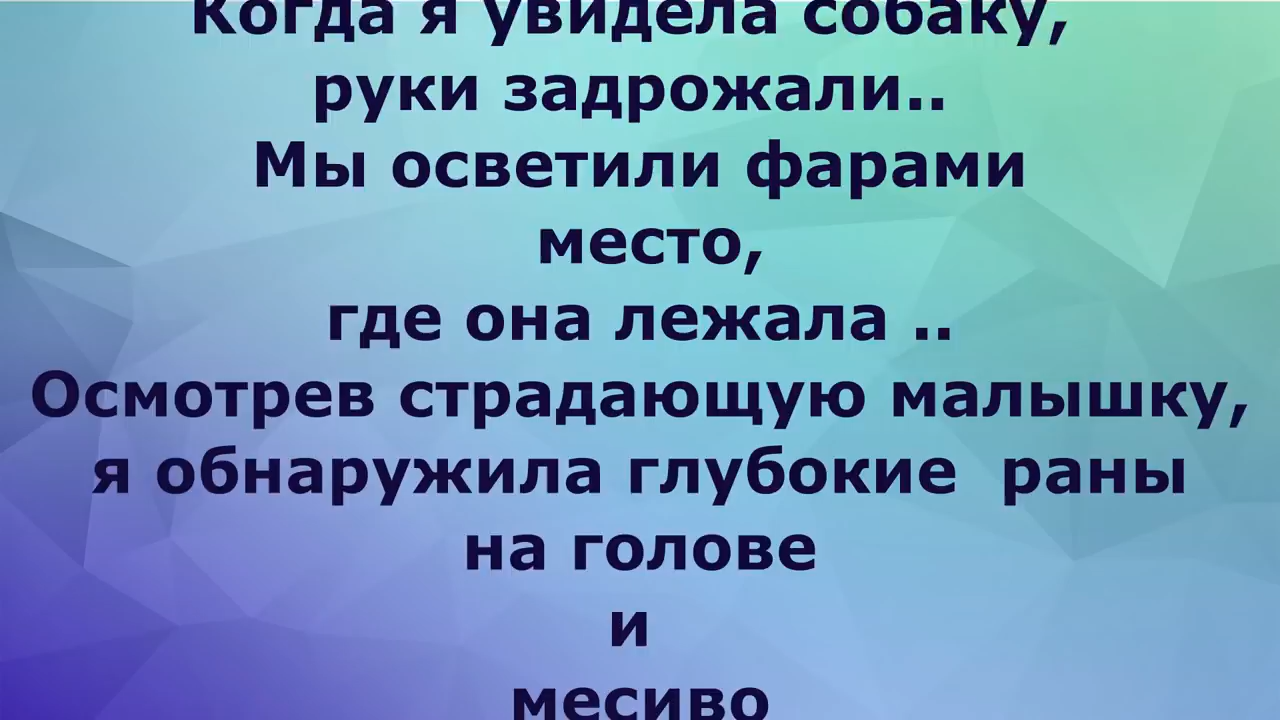 Когда я увидела собаку,
руки задрожали..
Мы осветили фарами
место,
где она лежала ..
Осмотрев страдающую малышку,
я обнаружила глубокие  раны
на голове
и
месиво